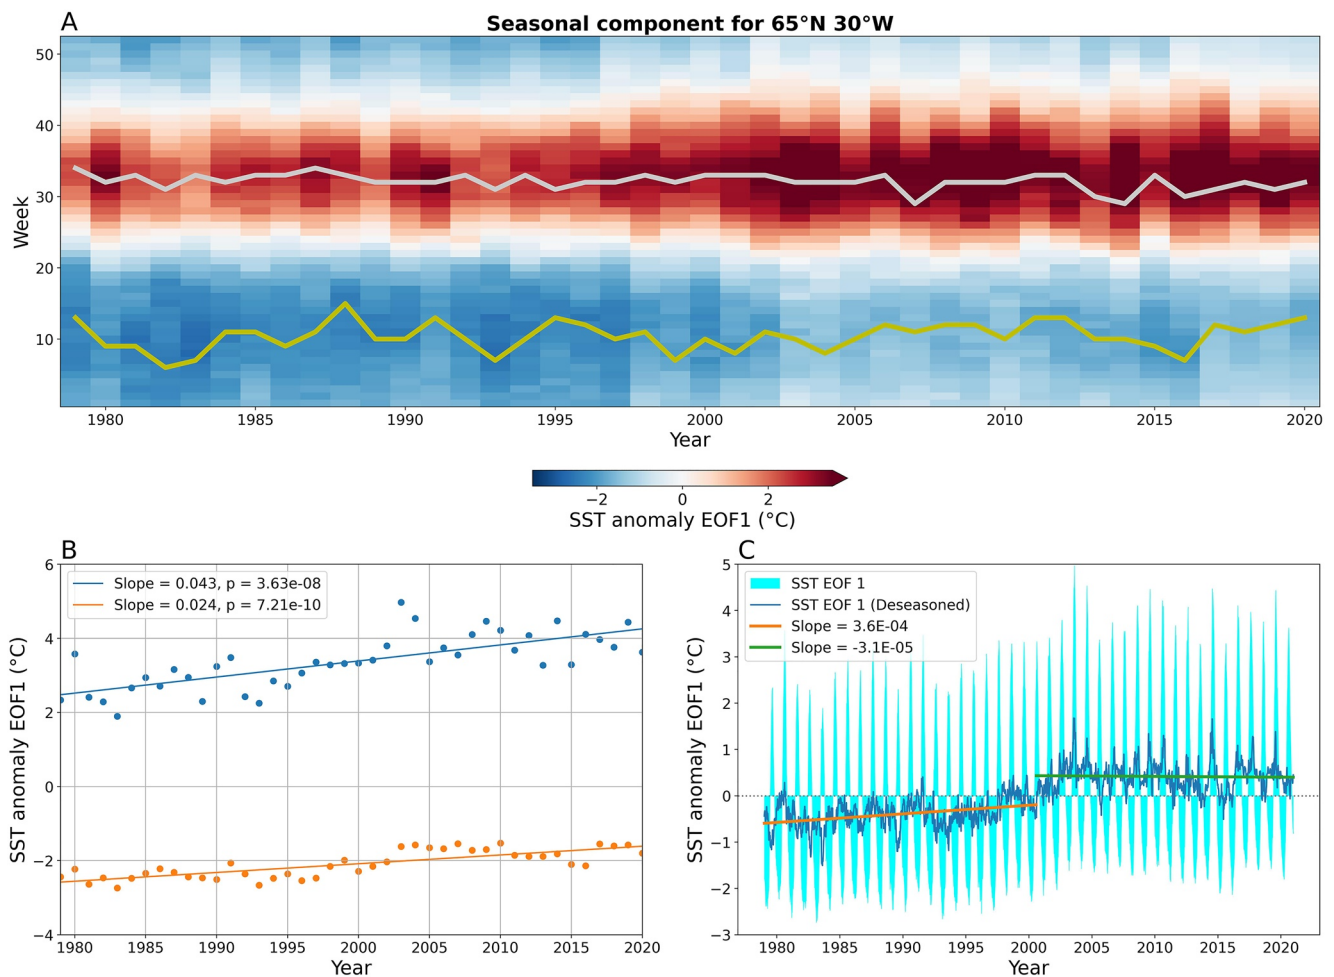 A
Seasonal component for 65°N 30°W
50
40
30
20
10
Week
1980 1985 1990 1995 2000 2005 2010 2015 2020
Year
−2 0 2
SST anomaly EOF1 (°C)
B
Slope = 0.043, p = 3.63e-08
Slope = 0.024, p = 7.21e-10
6
4
2
0
−2
−4
SST anomaly EOF1 (°C)
1980 1985 1990 1995 2000 2005 2010 2015 2020
Year
C
SST EOF 1
SST EOF 1 (Deseasoned)
Slope = 3.6E-04
Slope = -3.1E-05
5
4
3
2
1
0
−1
−2
−3
SST anomaly EOF1 (°C)
1980 1985 1990 1995 2000 2005 2010 2015 2020
Year